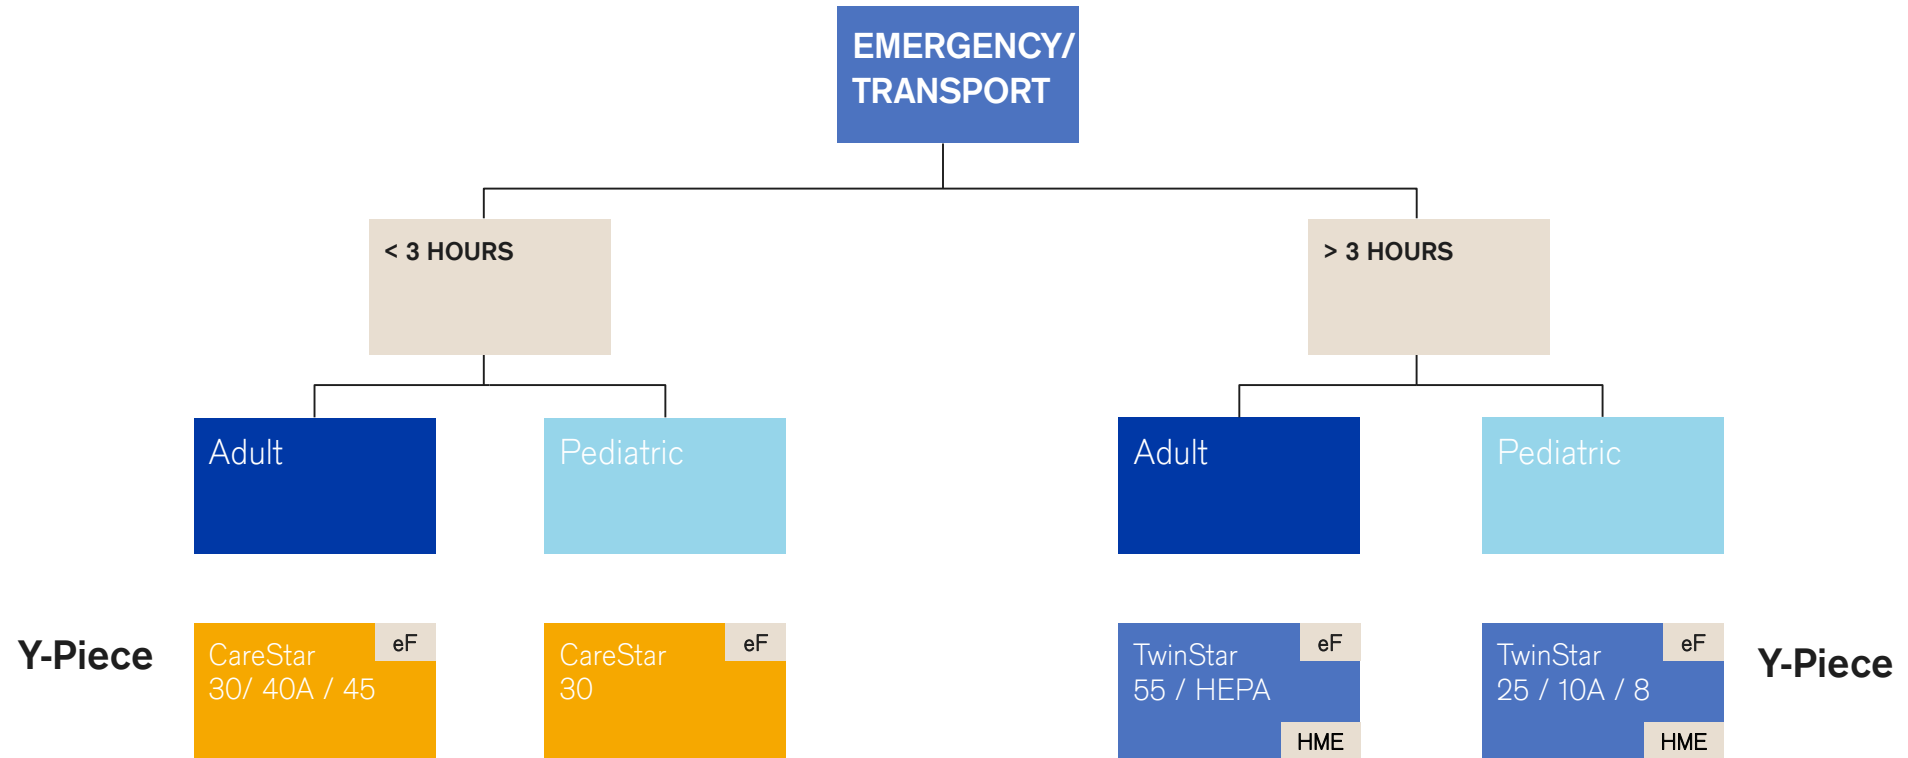 EMERGENCY/
TRANSPORT
< 3 HOURS
> 3 HOURS
Adult
Pediatric
Adult
Pediatric
Y-Piece
CareStar
30/ 40A / 45
eF
CareStar
30
eF
TwinStar
55 / HEPA
eF
HME
TwinStar
25 / 10A / 8
eF
HME
Y-Piece